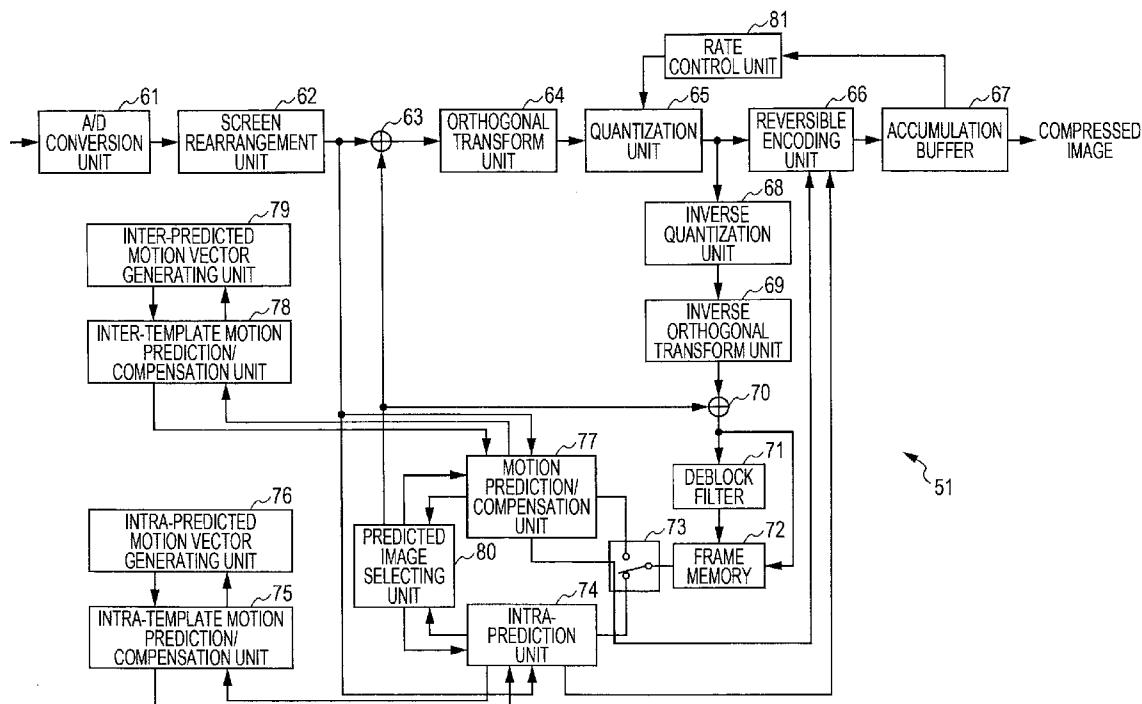 81
RATE
CONTROL UNIT
61
A/D
CONVERSION
UNIT
62
SCREEN
REARRANGEMENT
UNIT
63
64
ORTHOGONAL
TRANSFORM
UNIT
65
QUANTIZATION
UNIT
66
REVERSIBLE
ENCODING
UNIT
67
ACCUMULATION
BUFFER
COMPRESSED
IMAGE
68
INVERSE
QUANTIZATION
UNIT
79
INTER-PREDICTED
MOTION VECTOR
GENERATING UNIT
69
INVERSE
ORTHOGONAL
TRANSFORM UNIT
78
INTER-TEMPLATE MOTION
PREDICTION/
COMPENSATION UNIT
70
77
MOTION
PREDICTION/
COMPENSATION
UNIT
71
DEBLOCK
FILTER
51
76
INTRA-PREDICTED
MOTION VECTOR
GENERATING UNIT
80
PREDICTED
IMAGE
SELECTING
UNIT
73
72
FRAME
MEMORY
75
INTRA-TEMPLATE MOTION
PREDICTION/
COMPENSATION UNIT
74
INTRA-
PREDICTION
UNIT